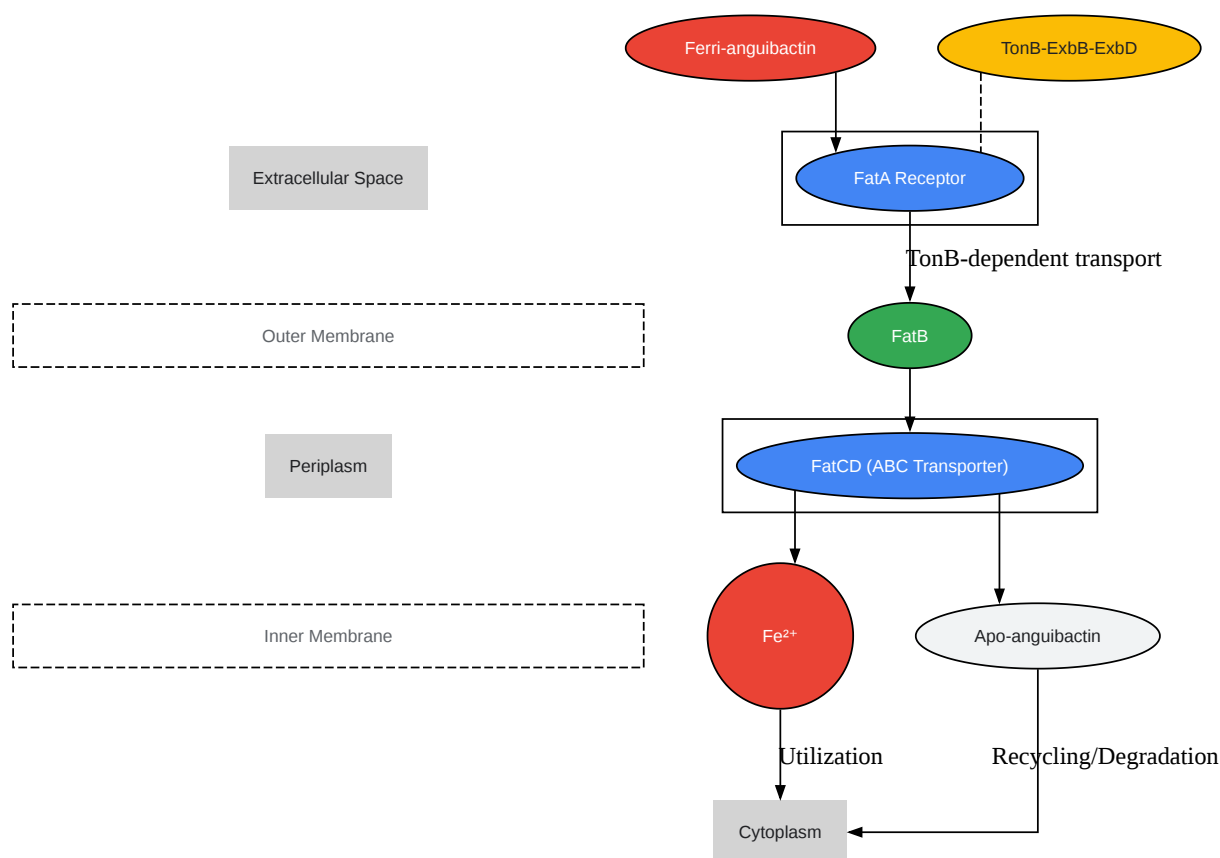 Ferri-anguibactin
TonB-ExbB-ExbD
Extracellular Space
FatA Receptor
TonB-dependent transport
Outer Membrane
FatB
Periplasm
FatCD (ABC Transporter)
Inner Membrane
Fe²⁺
Apo-anguibactin
Utilization
Recycling/Degradation
Cytoplasm